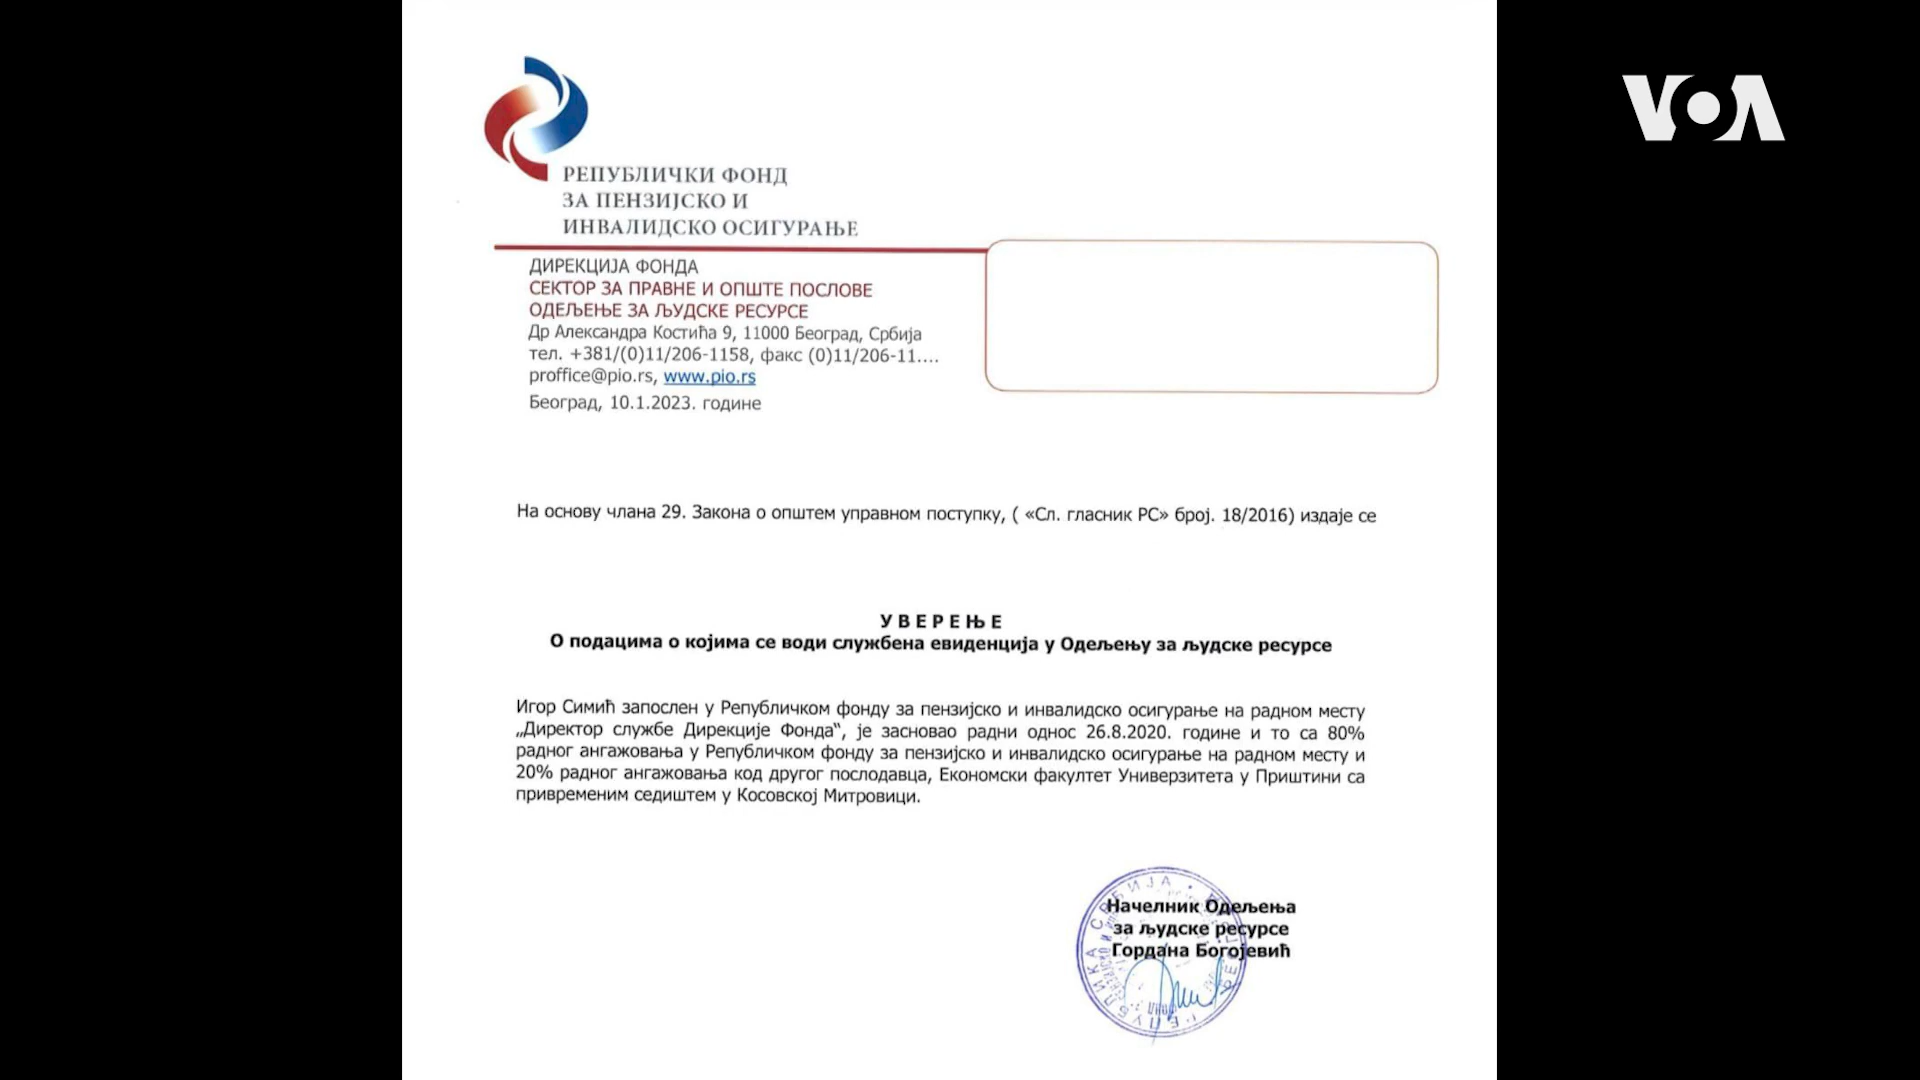 VOA
РЕПУБЛИЧКИ ФОНД
ЗА ПЕНЗИЈСКО И
ИНВАЛИДСКО ОСИГУРАЊЕ
ДИРЕКЦИЈА ФОНДА
СЕКТОР ЗА ПРАВНЕ И ОПШТЕ ПОСЛОВЕ
ОДЕЉЕЊЕ ЗА ЉУДСКЕ РЕСУРСЕ
Др Александра Костића 9, 11000 Београд, Србија
тел. +381/(0)11/206-1158, факс (0)11/206-11....
proffice@pio.rs, www.pio.rs
Београд, 10.1.2023. године
На основу члана 29. Закона о општем управном поступку, ( «Сл. гласник РС» број. 18/2016) издаје се
У В Е Р Е Њ Е
О подацима о којима се води службена евиденција у Одељењу за људске ресурсе
Игор Симић запослен у Републичком фонду за пензијско и инвалидско осигурање на радном месту
„Директор службе Дирекције Фонда“, је засновао радни однос 26.8.2020. године и то са 80%
радног ангажовања у Републичком фонду за пензијско и инвалидско осигурање на радном месту и
20% радног ангажовања код другог послодавца, Економски факултет Универзитета у Приштини са
привременим седиштем у Косовској Митровици.
Начелник Одељења
за људске ресурсе
Гордана Богојевић
РЕПУБЛИКА СРБИЈА